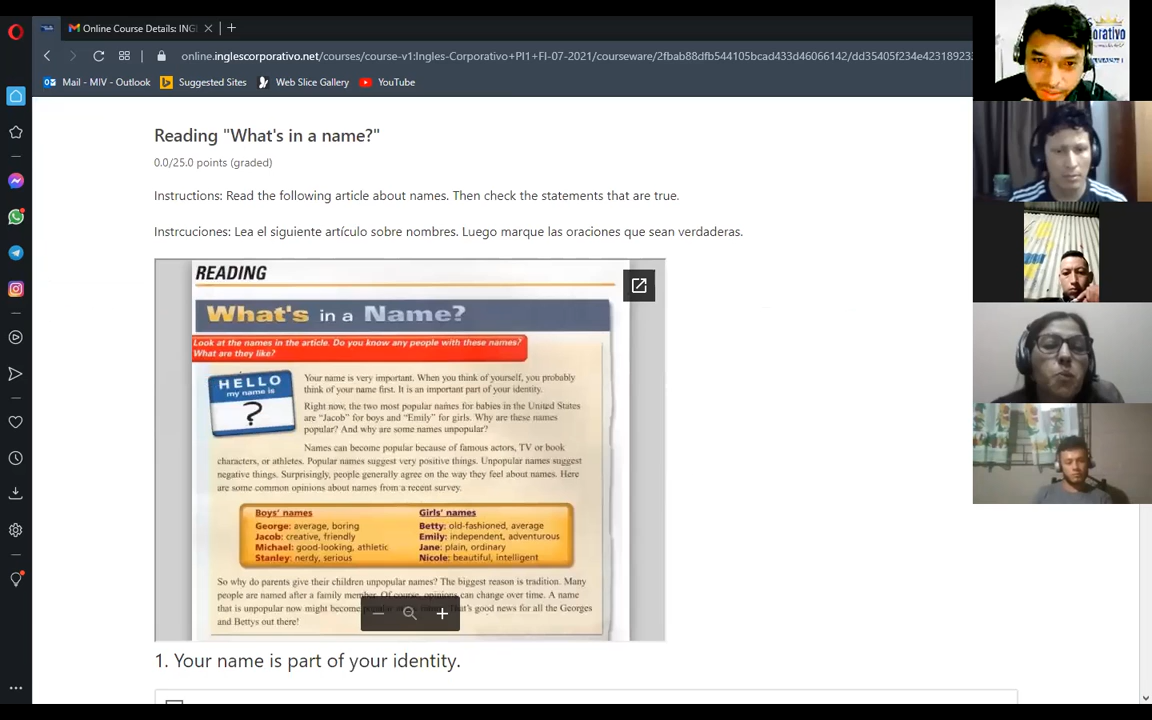 Online Course Details: ING
online.inglescorporativo.net/courses/course-v1:Ingles-Corporativo+PI1+FI-07-2021/courseware/2fbab88dfb544105bcad433d46066142/dd35405f234e42318923
Mail - MIV - Outlook
Suggested Sites
Web Slice Gallery
YouTube
Reading "What's in a name?"
0.0/25.0 points (graded)
Instructions: Read the following article about names. Then check the statements that are true.
Instrcuciones: Lea el siguiente artículo sobre nombres. Luego marque las oraciones que sean verdaderas.
READING
What's in a Name?
Look at the names in the article. Do you know any people with these names?
What are they like?
HELLO
my name is
?
Your name is very important. When you think of yourself, you probably
think of your name first. It is an important part of your identity.
Right now, the two most popular names for babies in the United States
are "Jacob" for boys and "Emily" for girls. Why are these names
popular? And why are some names unpopular?
Names can become popular because of famous actors, TV or book
characters, or athletes. Popular names suggest very positive things. Unpopular names suggest
negative things. Surprisingly, people generally agree on the way they feel about names. Here
are some common opinions about names from a recent survey.
Boys' names
George: average, boring
Jacob: creative, friendly
Michael: good-looking, athletic
Stanley: nerdy, serious
Girls' names
Betty: old-fashioned, average
Emily: independent, adventurous
Jane: plain, ordinary
Nicole: beautiful, intelligent
So why do parents give their children unpopular names? The biggest reason is tradition. Many
people are named after a family member. Of course, opinions can change over time. A name
that is unpopular now might become That's good news for all the Georges
and Bettys out there!
1. Your name is part of your identity.